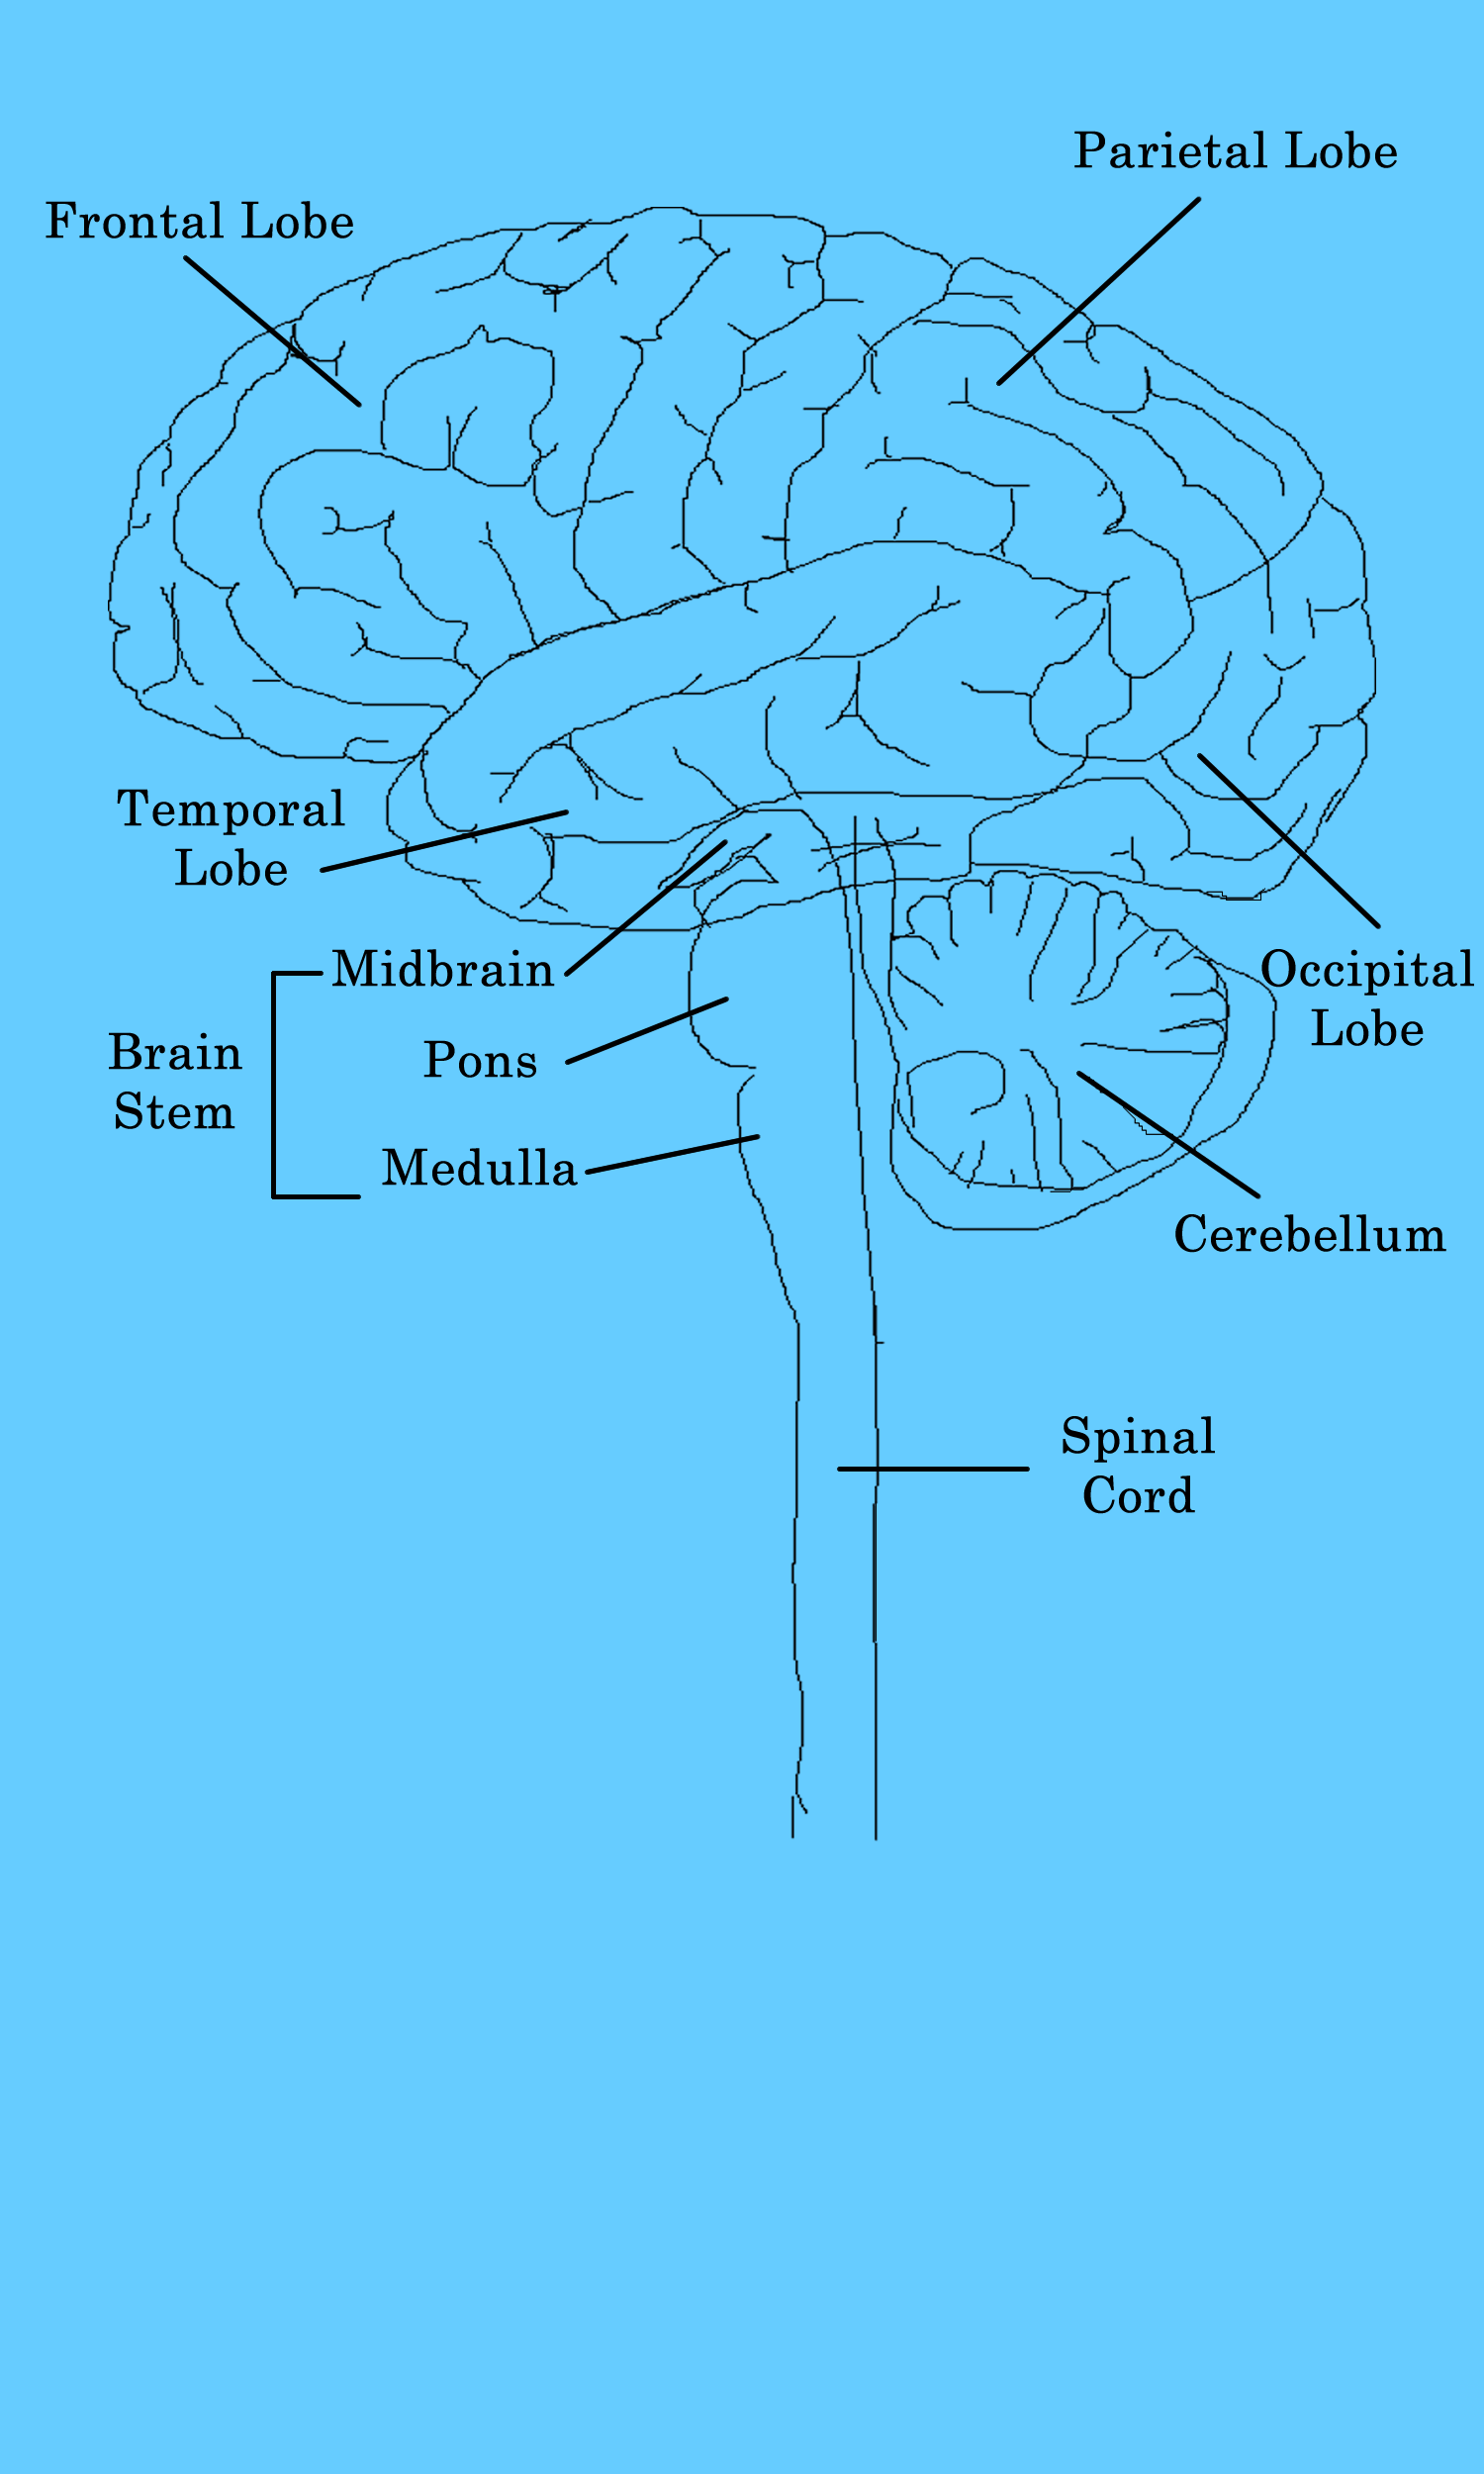 Parietal Lobe
Frontal Lobe
Temporal
Lobe
Midbrain
Occipital
Lobe
Brain
Stem
Pons
Medulla
Cerebellum
Spinal
Cord